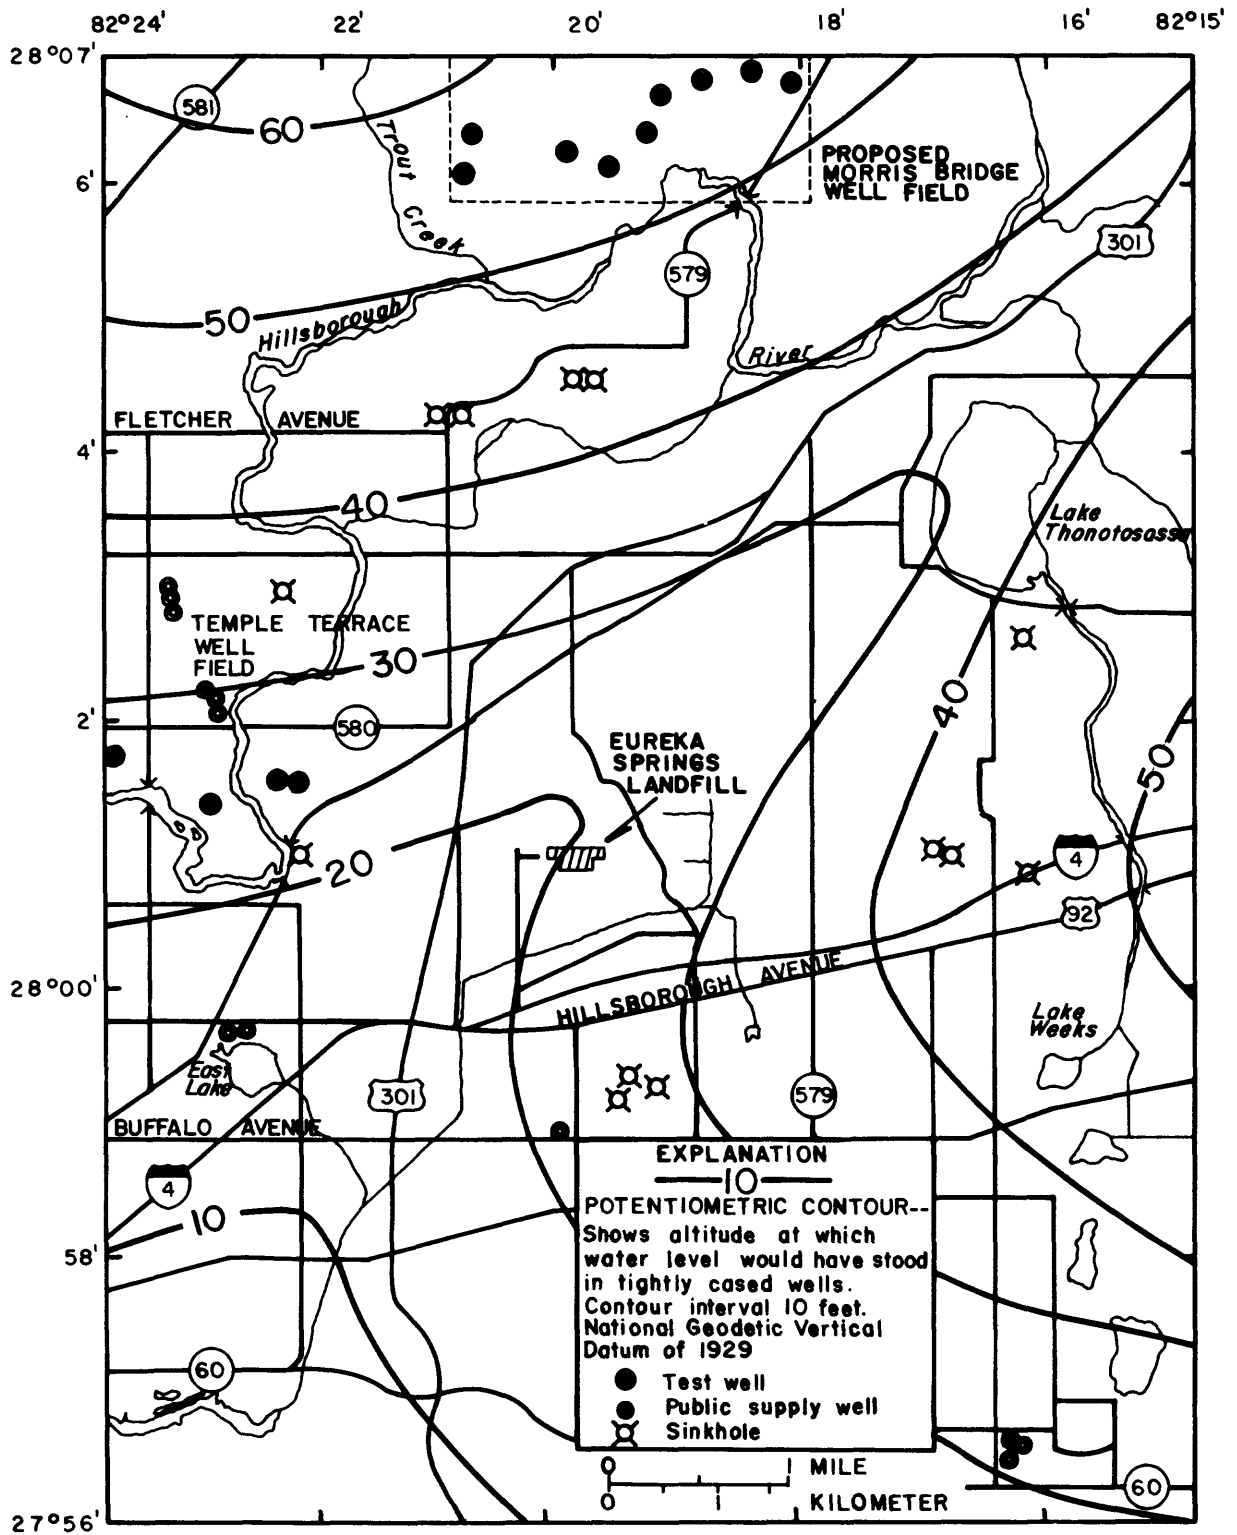 82°24' 22' 20' 18' 16' 82°15'
28°07'
581
60
Trout Creek
PROPOSED
MORRIS BRIDGE
WELL FIELD
6'
301
579
50
Hillsborough
River
FLETCHER AVENUE
4'
40
Lake
Thonotosassa
TEMPLE TERRACE
WELL
FIELD
30
40
2'
580
EUREKA
SPRINGS
LANDFILL
50
20
4
92
28°00'
HILLSBOROUGH AVENUE
Lake
Weeks
East
Lake
301
579
BUFFALO AVENUE
4
10
58'
60
EXPLANATION
10
POTENTIOMETRIC CONTOUR--
Shows altitude at which
water level would have stood
in tightly cased wells.
Contour interval 10 feet.
National Geodetic Vertical
Datum of 1929
Test well
Public supply well
Sinkhole
0 1 MILE
0 1 KILOMETER
60
27°56'